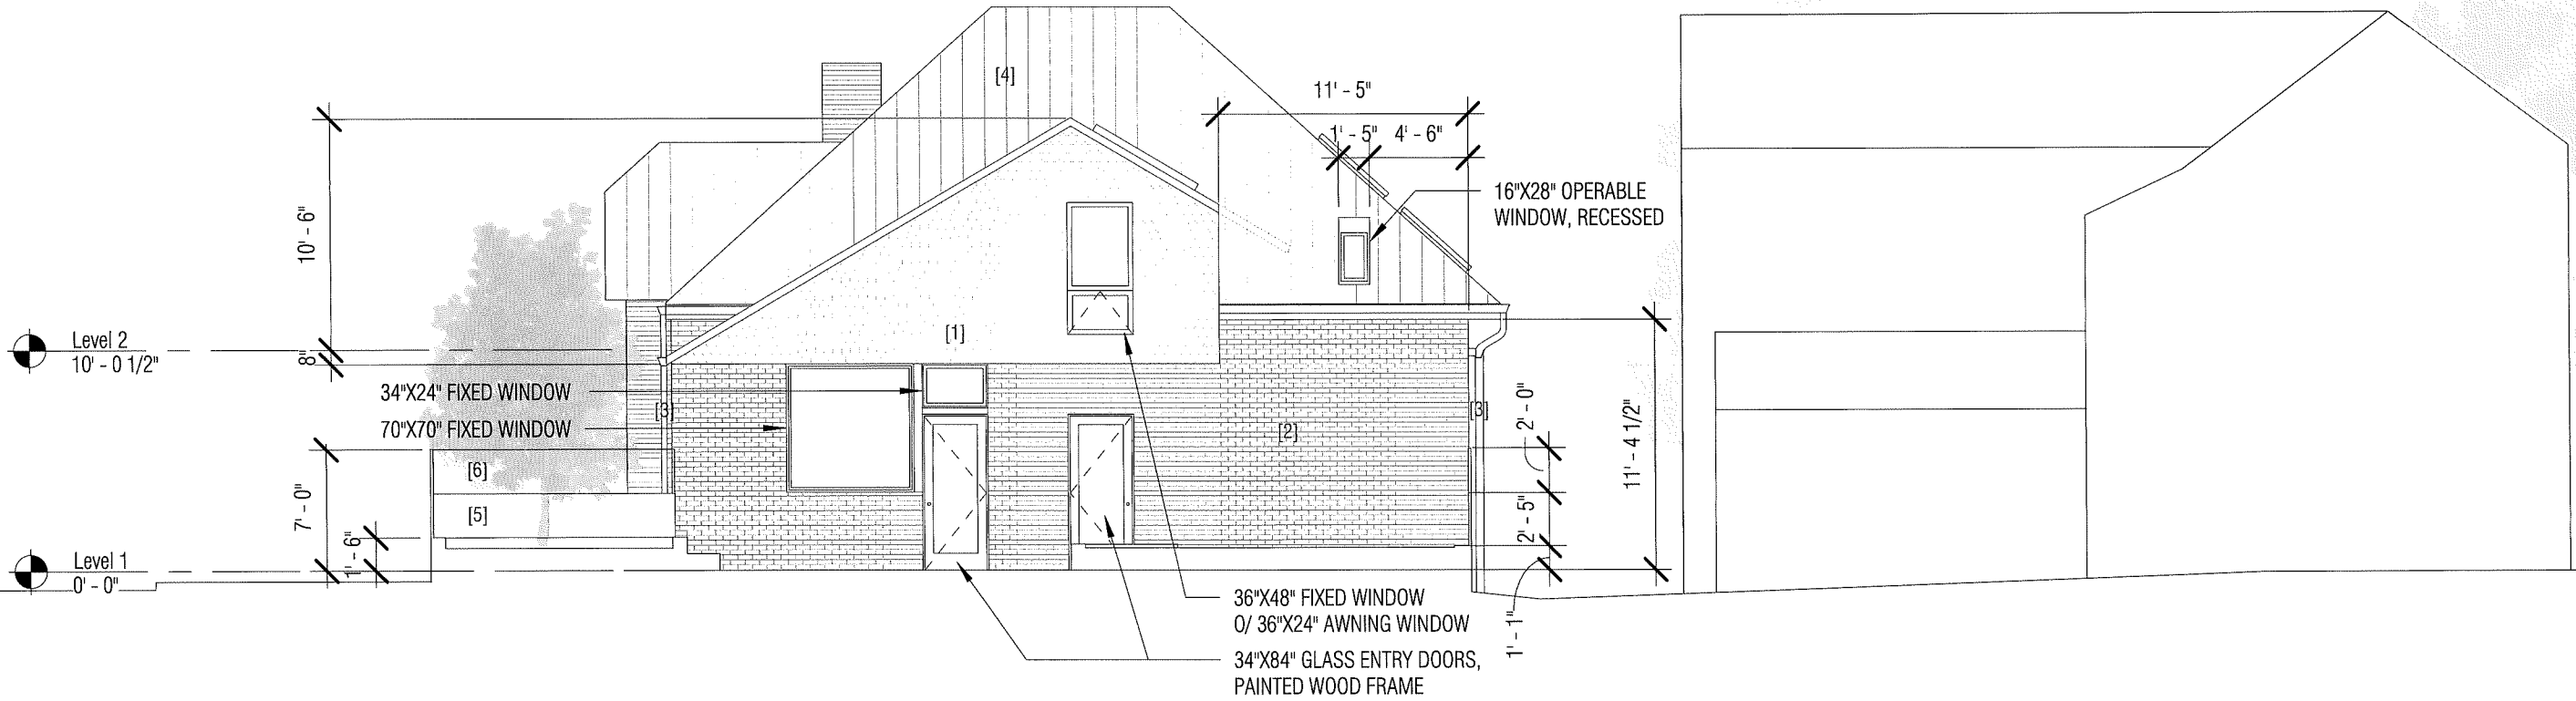 [4]
11' - 5"
1' - 5" 4' - 6"
16"X28" OPERABLE
WINDOW, RECESSED
10' - 6"
[1]
Level 2
10' - 0 1/2"
8"
34"X24" FIXED WINDOW
[3]
[3]
70"X70" FIXED WINDOW
[2]
2' - 0"
11' - 4 1/2"
[6]
7' - 0"
[5]
2' - 5"
1' - 6"
Level 1
0' - 0"
36"X48" FIXED WINDOW
O/ 36"X24" AWNING WINDOW
1' - 1"
34"X84" GLASS ENTRY DOORS,
PAINTED WOOD FRAME